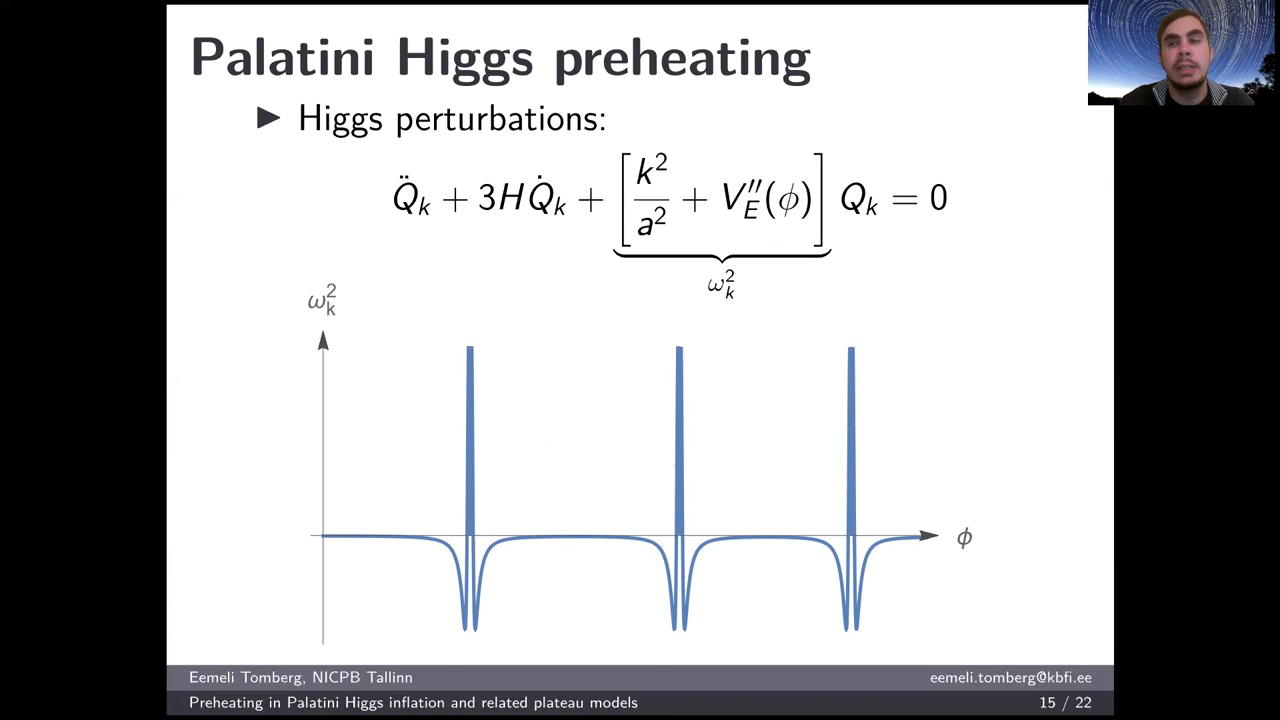 Palatini Higgs preheating
▶ Higgs perturbations:
Q̈ₖ + 3HQ̇ₖ + [k²/a² + V″_E(ϕ)] Qₖ = 0
ω²ₖ
ω²ₖ
ϕ
Eemeli Tomberg, NICPB Tallinn eemeli.tomberg@kbfi.ee
Preheating in Palatini Higgs inflation and related plateau models 15 / 22